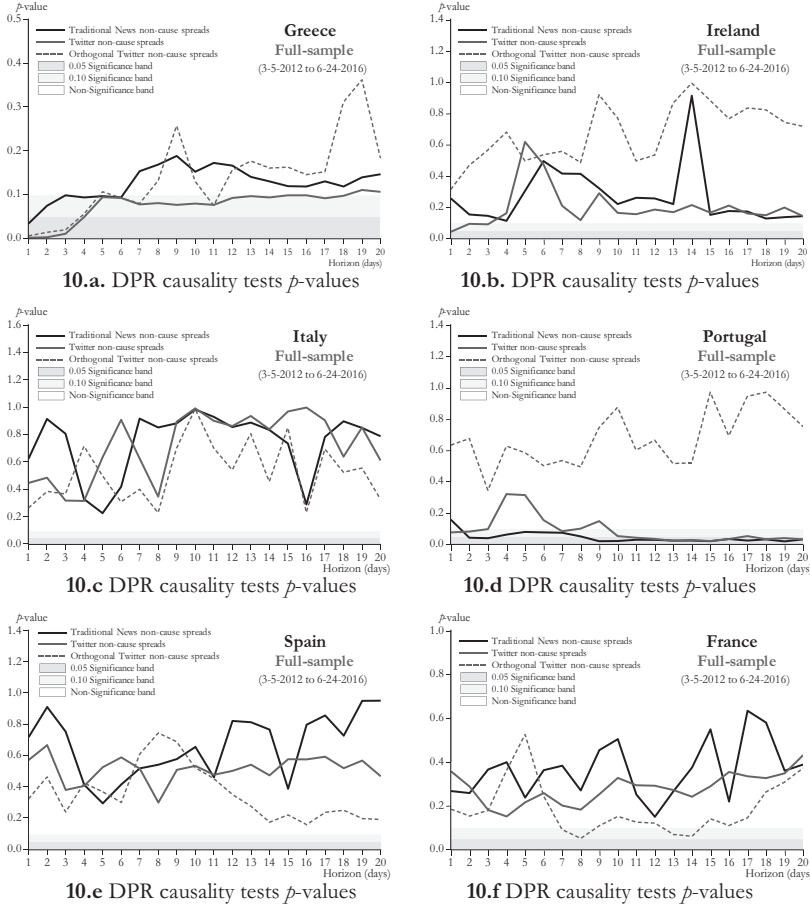 p-value
0.5
0.4
0.3
0.2
0.1
0.0
Traditional News non-cause spreads
Twitter non-cause spreads
Orthogonal Twitter non-cause spreads
0.05 Significance band
0.10 Significance band
Non-Significance band
Greece
Full-sample
(3-5-2012 to 6-24-2016)
1 2 3 4 5 6 7 8 9 10 11 12 13 14 15 16 17 18 19 20
Horizon (days)
10.a. DPR causality tests p-values
p-value
1.4
1.2
1.0
0.8
0.6
0.4
0.2
0.0
Traditional News non-cause spreads
Twitter non-cause spreads
Orthogonal Twitter non-cause spreads
0.05 Significance band
0.10 Significance band
Non-Significance band
Ireland
Full-sample
(3-5-2012 to 6-24-2016)
1 2 3 4 5 6 7 8 9 10 11 12 13 14 15 16 17 18 19 20
Horizon (days)
10.b. DPR causality tests p-values
p-value
1.6
1.4
1.2
1.0
0.8
0.6
0.4
0.2
0.0
Traditional News non-cause spreads
Twitter non-cause spreads
Orthogonal Twitter non-cause spreads
0.05 Significance band
0.10 Significance band
Non-Significance band
Italy
Full-sample
(3-5-2012 to 6-24-2016)
1 2 3 4 5 6 7 8 9 10 11 12 13 14 15 16 17 18 19 20
Horizon (days)
10.c DPR causality tests p-values
p-value
1.4
1.2
1.0
0.8
0.6
0.4
0.2
0.0
Traditional News non-cause spreads
Twitter non-cause spreads
Orthogonal Twitter non-cause spreads
0.05 Significance band
0.10 Significance band
Non-Significance band
Portugal
Full-sample
(3-5-2012 to 6-24-2016)
1 2 3 4 5 6 7 8 9 10 11 12 13 14 15 16 17 18 19 20
Horizon (days)
10.d DPR causality tests p-values
p-value
1.4
1.2
1.0
0.8
0.6
0.4
0.2
0.0
Traditional News non-cause spreads
Twitter non-cause spreads
Orthogonal Twitter non-cause spreads
0.05 Significance band
0.10 Significance band
Non-Significance band
Spain
Full-sample
(3-5-2012 to 6-24-2016)
1 2 3 4 5 6 7 8 9 10 11 12 13 14 15 16 17 18 19 20
Horizon (days)
10.e DPR causality tests p-values
p-value
1.0
0.8
0.6
0.4
0.2
0.0
Traditional News non-cause spreads
Twitter non-cause spreads
Orthogonal Twitter non-cause spreads
0.05 Significance band
0.10 Significance band
Non-Significance band
France
Full-sample
(3-5-2012 to 6-24-2016)
1 2 3 4 5 6 7 8 9 10 11 12 13 14 15 16 17 18 19 20
Horizon (days)
10.f DPR causality tests p-values